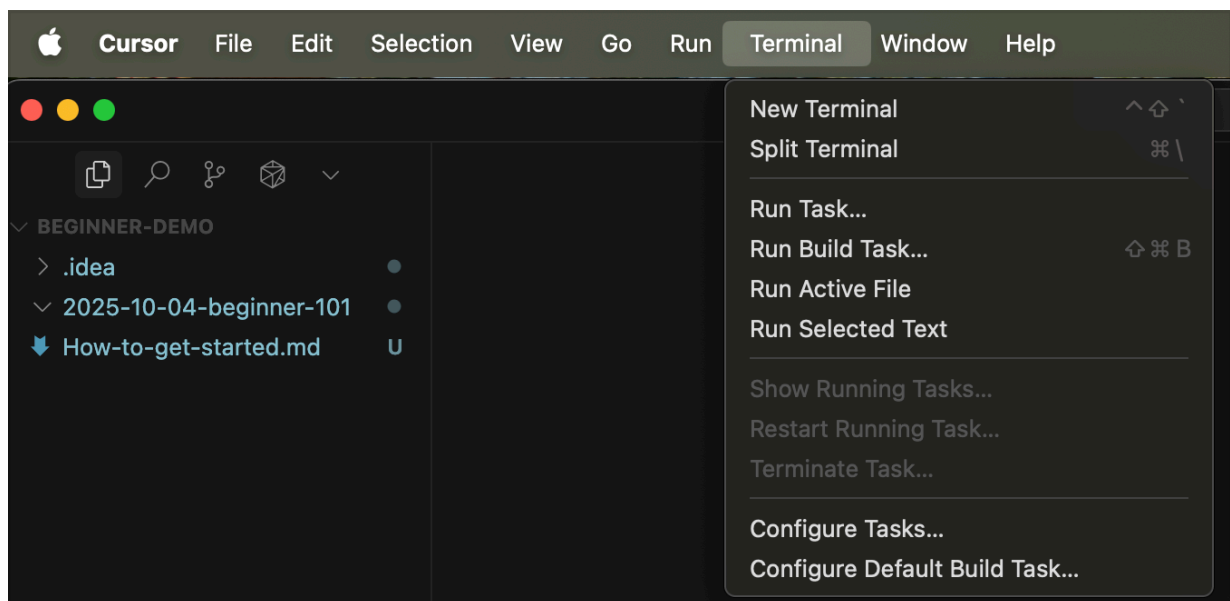 Cursor File Edit Selection View Go Run Terminal Window Help
BEGINNER-DEMO
.idea
2025-10-04-beginner-101
How-to-get-started.md U
New Terminal ^⇧`
Split Terminal ⌘\
Run Task...
Run Build Task... ⇧⌘B
Run Active File
Run Selected Text
Show Running Tasks...
Restart Running Task...
Terminate Task...
Configure Tasks...
Configure Default Build Task...